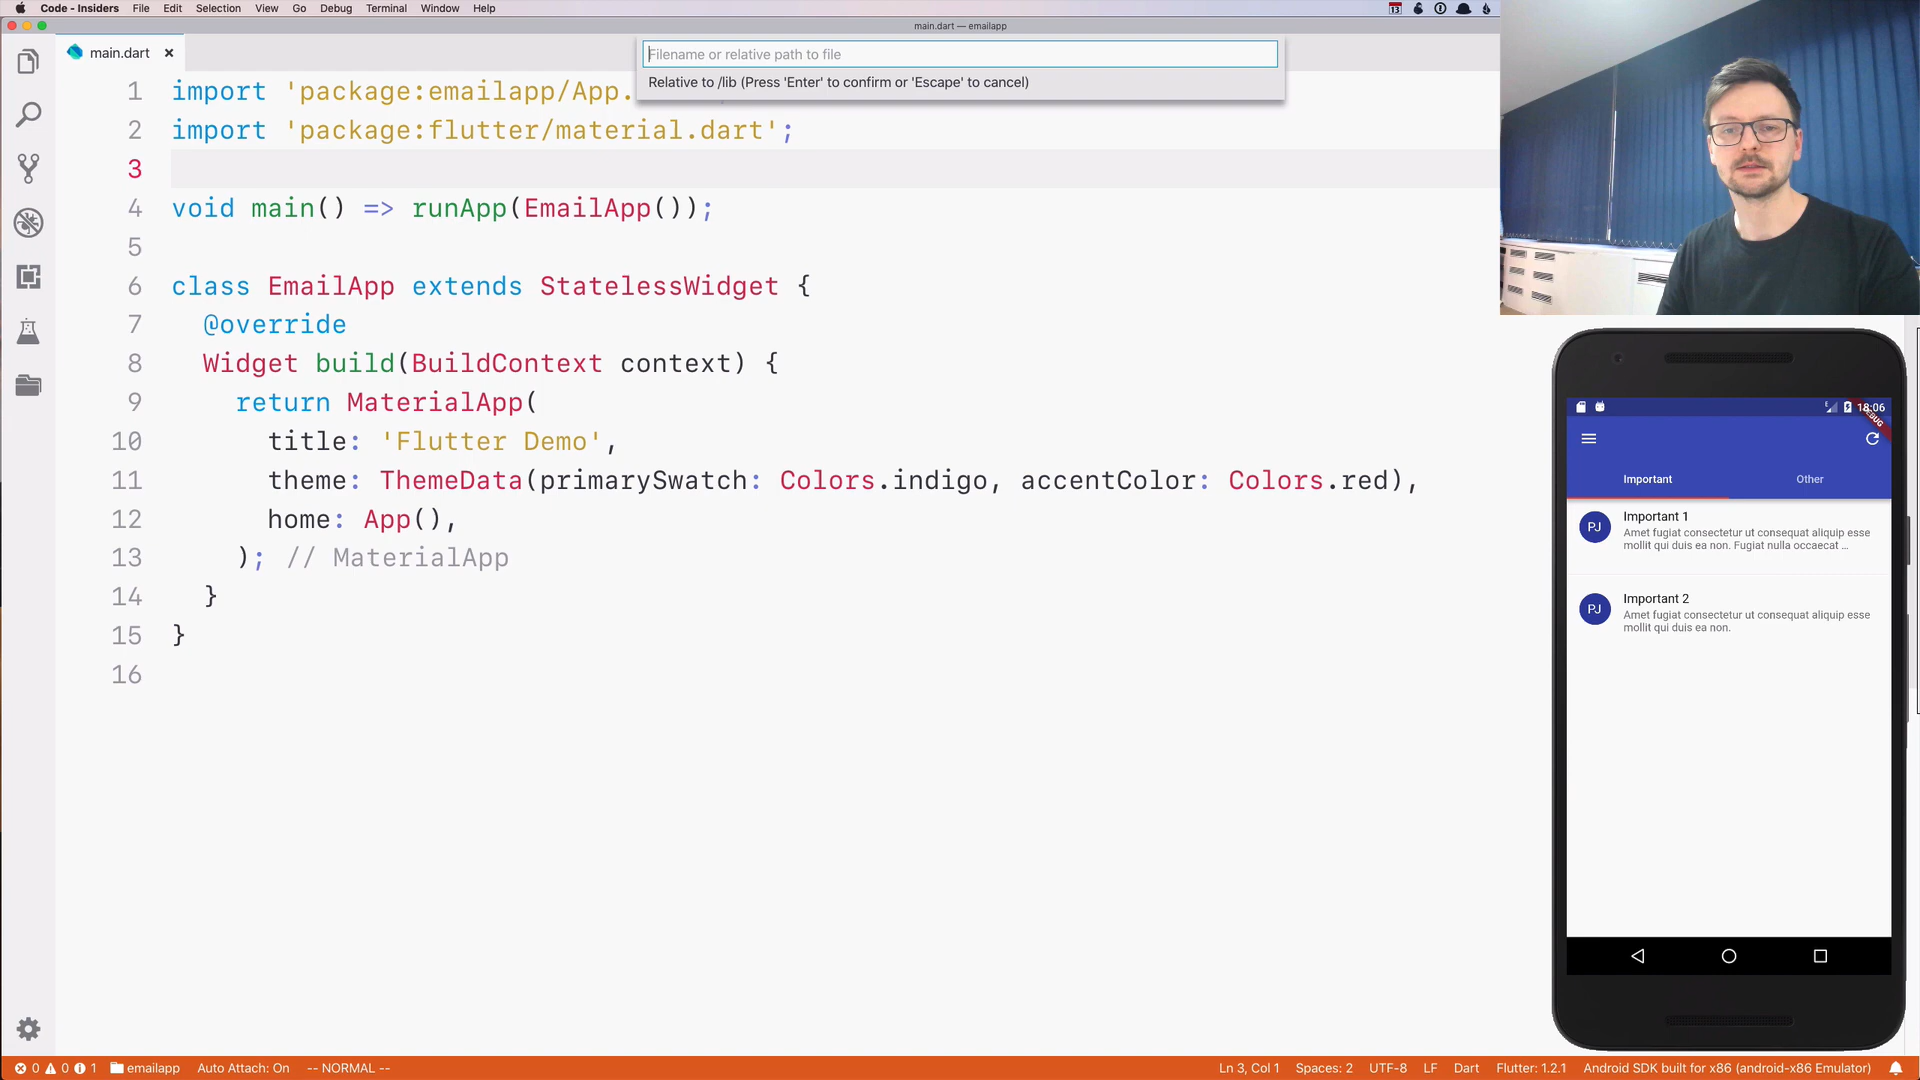 Code - Insiders File Edit Selection View Go Debug Terminal Window Help
13
main.dart — emailapp
main.dart
Filename or relative path to file
Relative to /lib (Press 'Enter' to confirm or 'Escape' to cancel)
1 import 'package:emailapp/App.
2 import 'package:flutter/material.dart';
3
4 void main() => runApp(EmailApp());
5
6 class EmailApp extends StatelessWidget {
7 @override
8 Widget build(BuildContext context) {
9 return MaterialApp(
10 title: 'Flutter Demo',
11 theme: ThemeData(primarySwatch: Colors.indigo, accentColor: Colors.red),
12 home: App(),
13 ); // MaterialApp
14 }
15 }
16
18:06
DEBUG
Important Other
PJ
Important 1
Amet fugiat consectetur ut consequat aliquip esse
mollit qui duis ea non. Fugiat nulla occaecat ...
PJ
Important 2
Amet fugiat consectetur ut consequat aliquip esse
mollit qui duis ea non.
0 0 1 emailapp Auto Attach: On -- NORMAL -- Ln 3, Col 1 Spaces: 2 UTF-8 LF Dart Flutter: 1.2.1 Android SDK built for x86 (android-x86 Emulator)